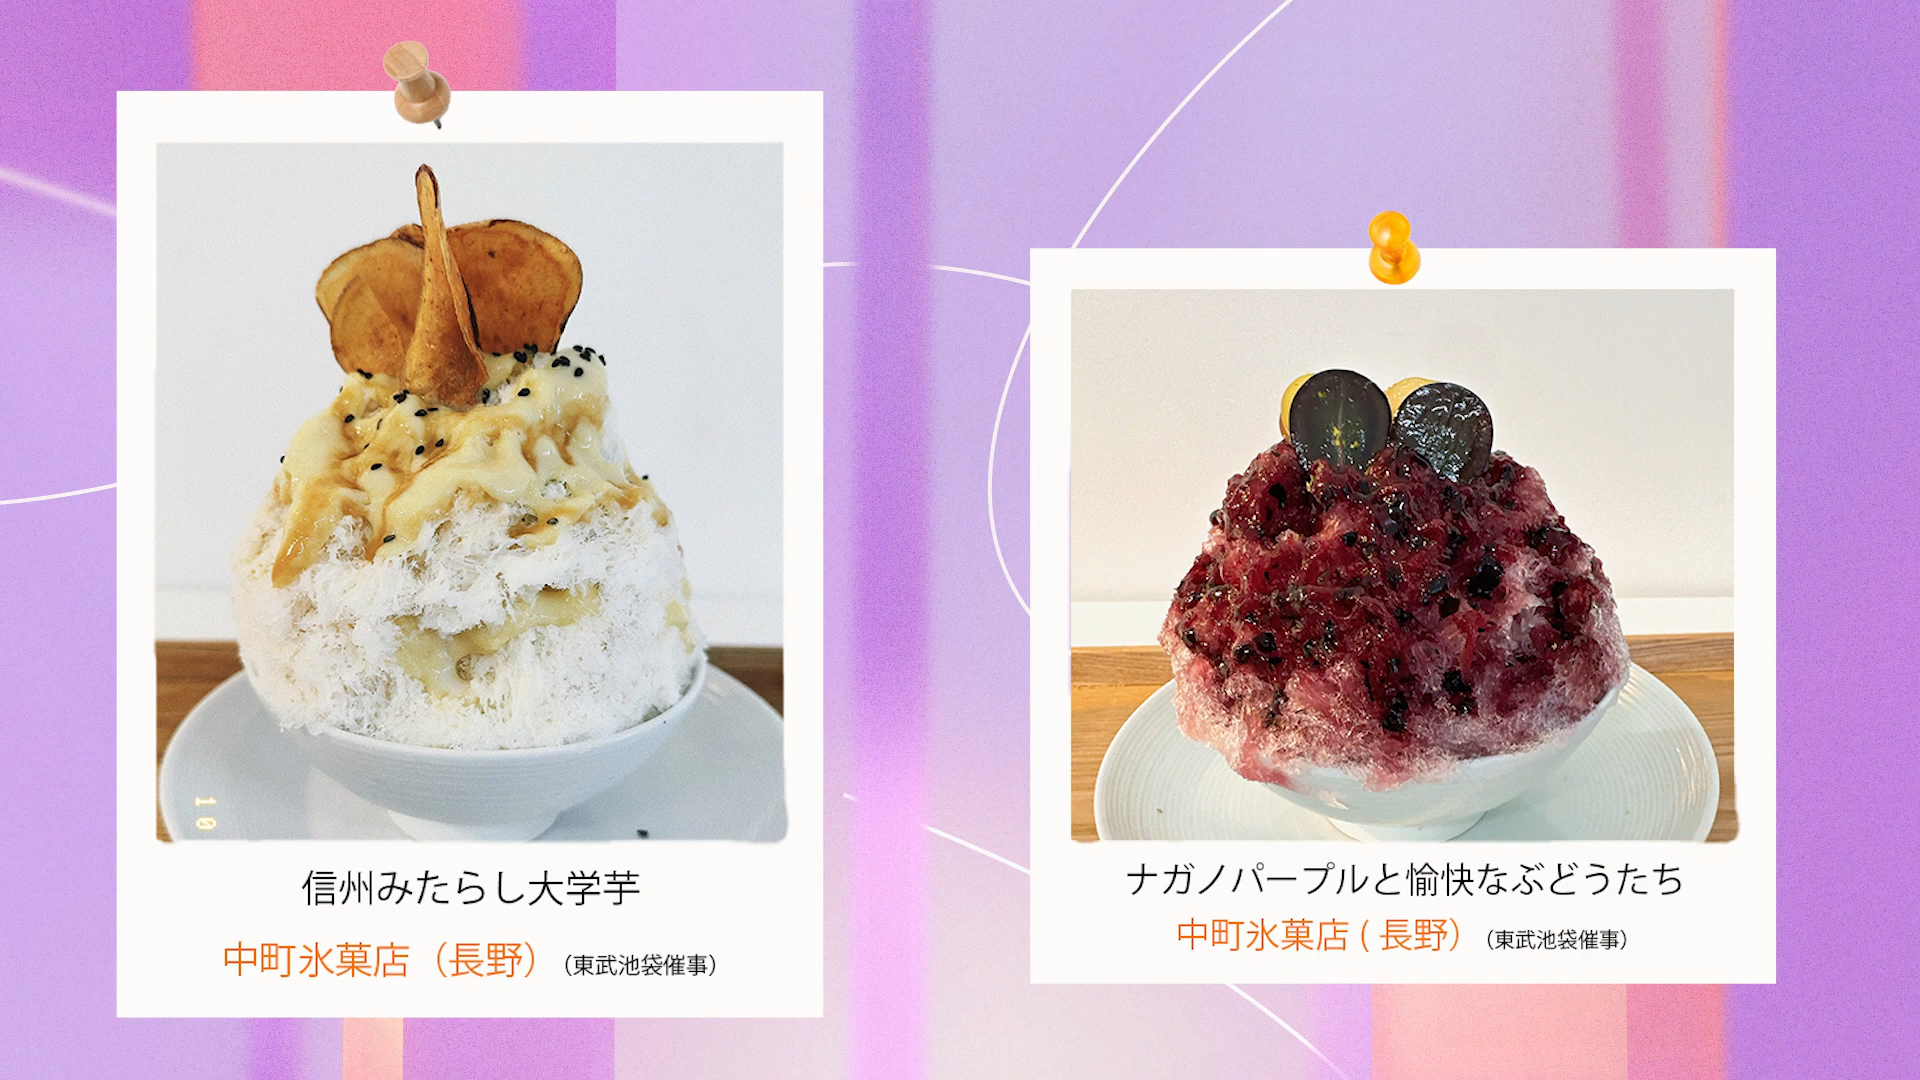 10
信州みたらし大学芋
中町氷菓店（長野）（東武池袋催事）
ナガノパープルと愉快なぶどうたち
中町氷菓店 ( 長野）（東武池袋催事）